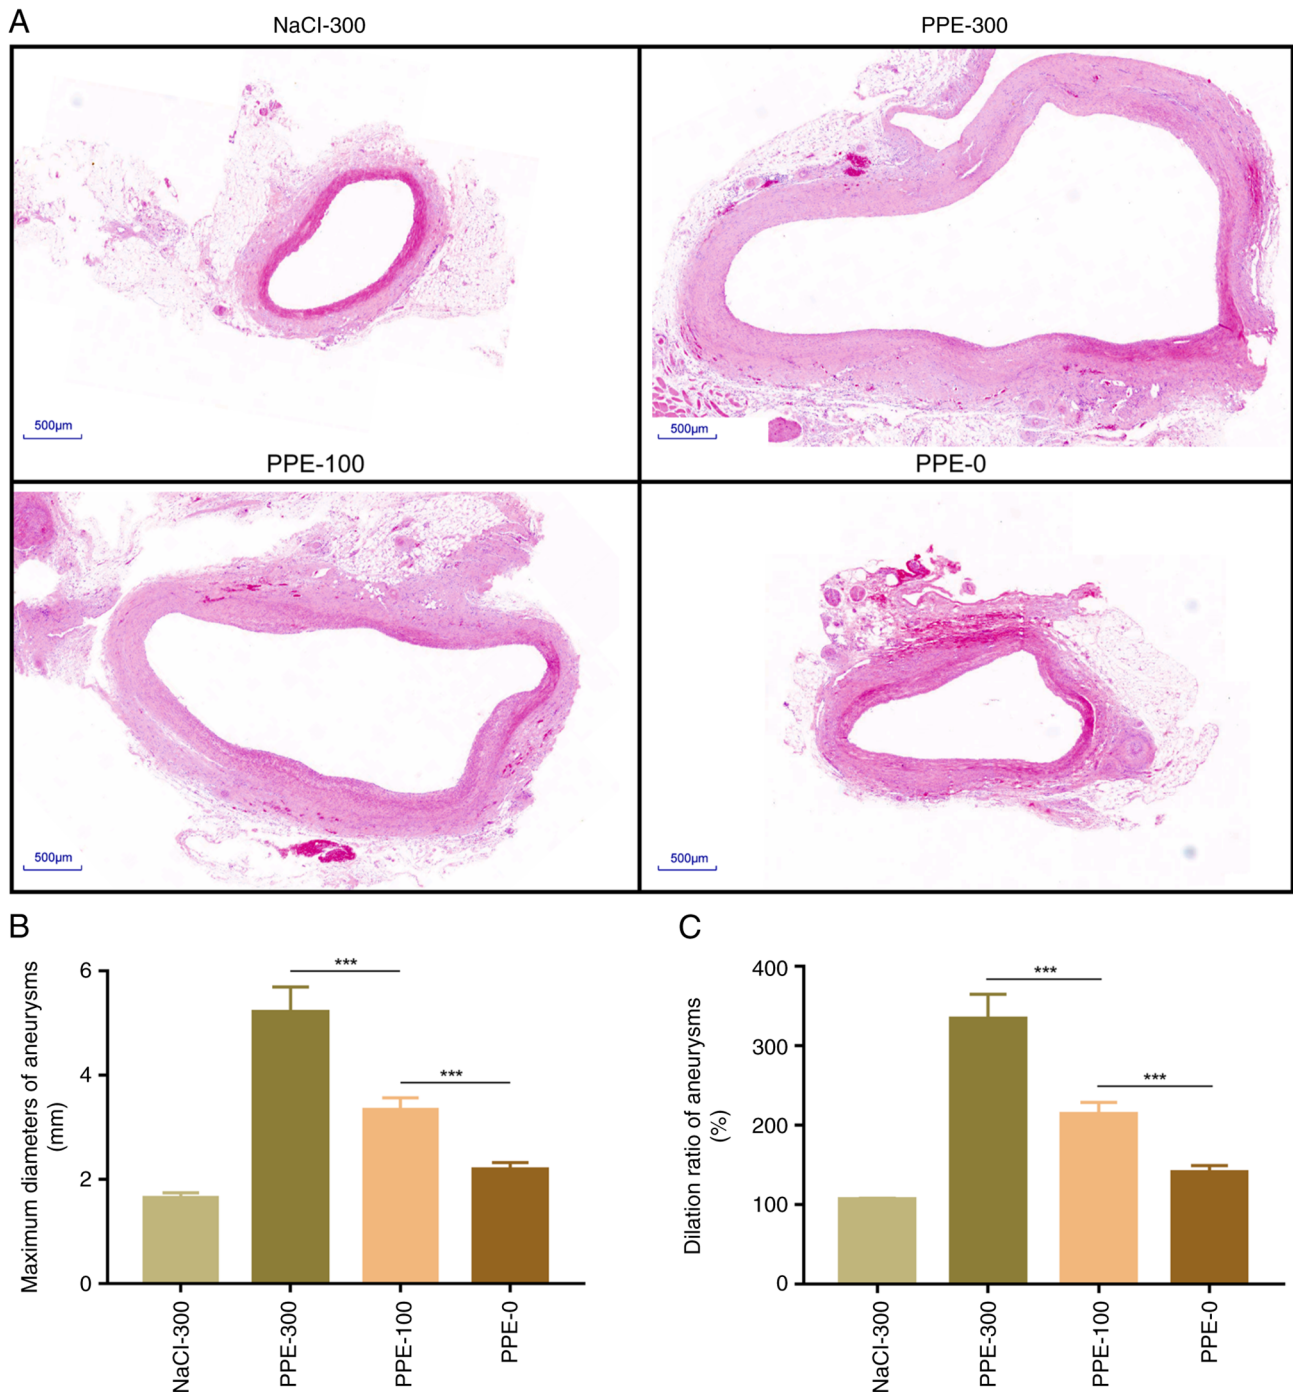 A
NaCl-300
PPE-300
500µm
500µm
PPE-100
PPE-0
500µm
500µm
B
Maximum diameters of aneurysms
(mm)
6
4
2
0
***
***
NaCl-300
PPE-300
PPE-100
PPE-0
C
Dilation ratio of aneurysms
(%)
400
300
200
100
0
***
***
NaCl-300
PPE-300
PPE-100
PPE-0